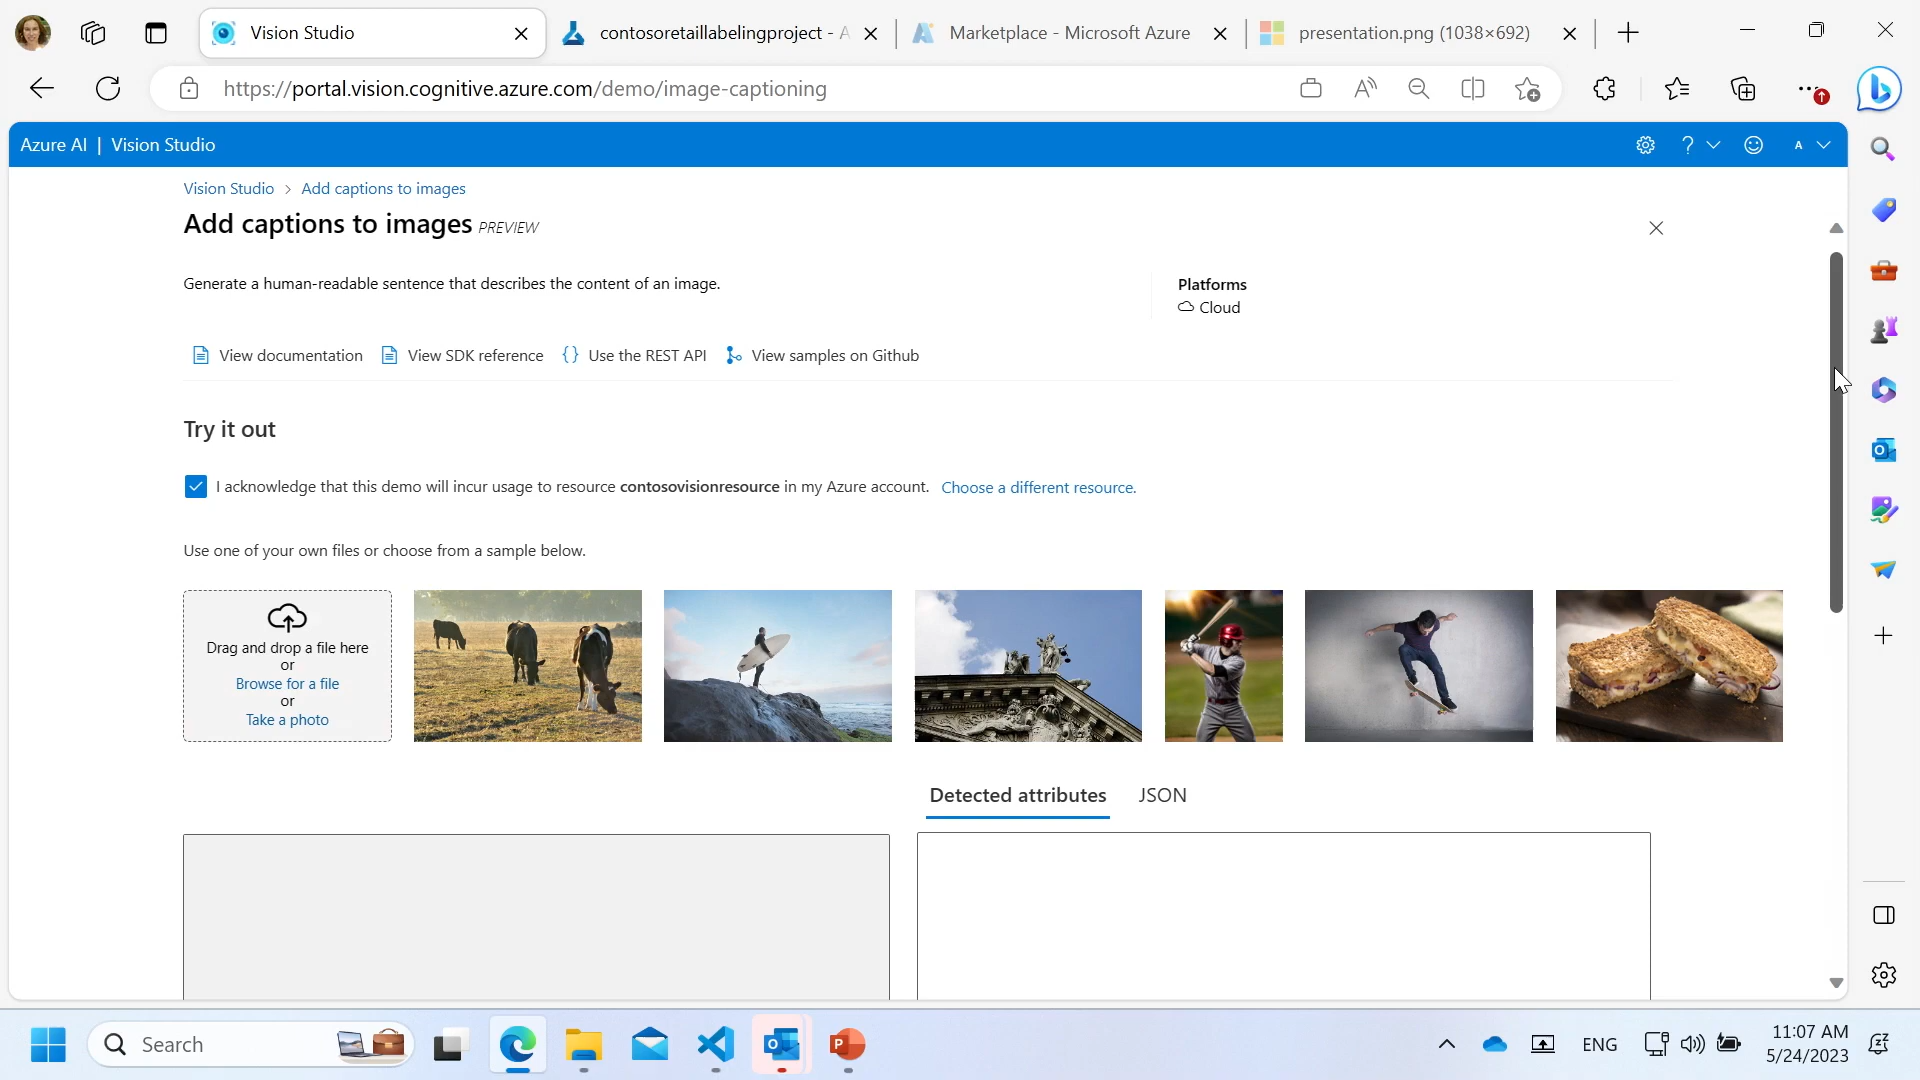 Vision Studio
contosoretaillabelingproject - A
Marketplace - Microsoft Azure
presentation.png (1038×692)
https://portal.vision.cognitive.azure.com/demo/image-captioning
Azure AI | Vision Studio
A
Vision Studio > Add captions to images
Add captions to images PREVIEW
Generate a human-readable sentence that describes the content of an image.
Platforms
Cloud
View documentation
View SDK reference
Use the REST API
View samples on Github
Try it out
I acknowledge that this demo will incur usage to resource contosovisionresource in my Azure account. Choose a different resource.
Use one of your own files or choose from a sample below.
Drag and drop a file here
or
Browse for a file
or
Take a photo
Detected attributes
JSON
Search
ENG
11:07 AM
5/24/2023